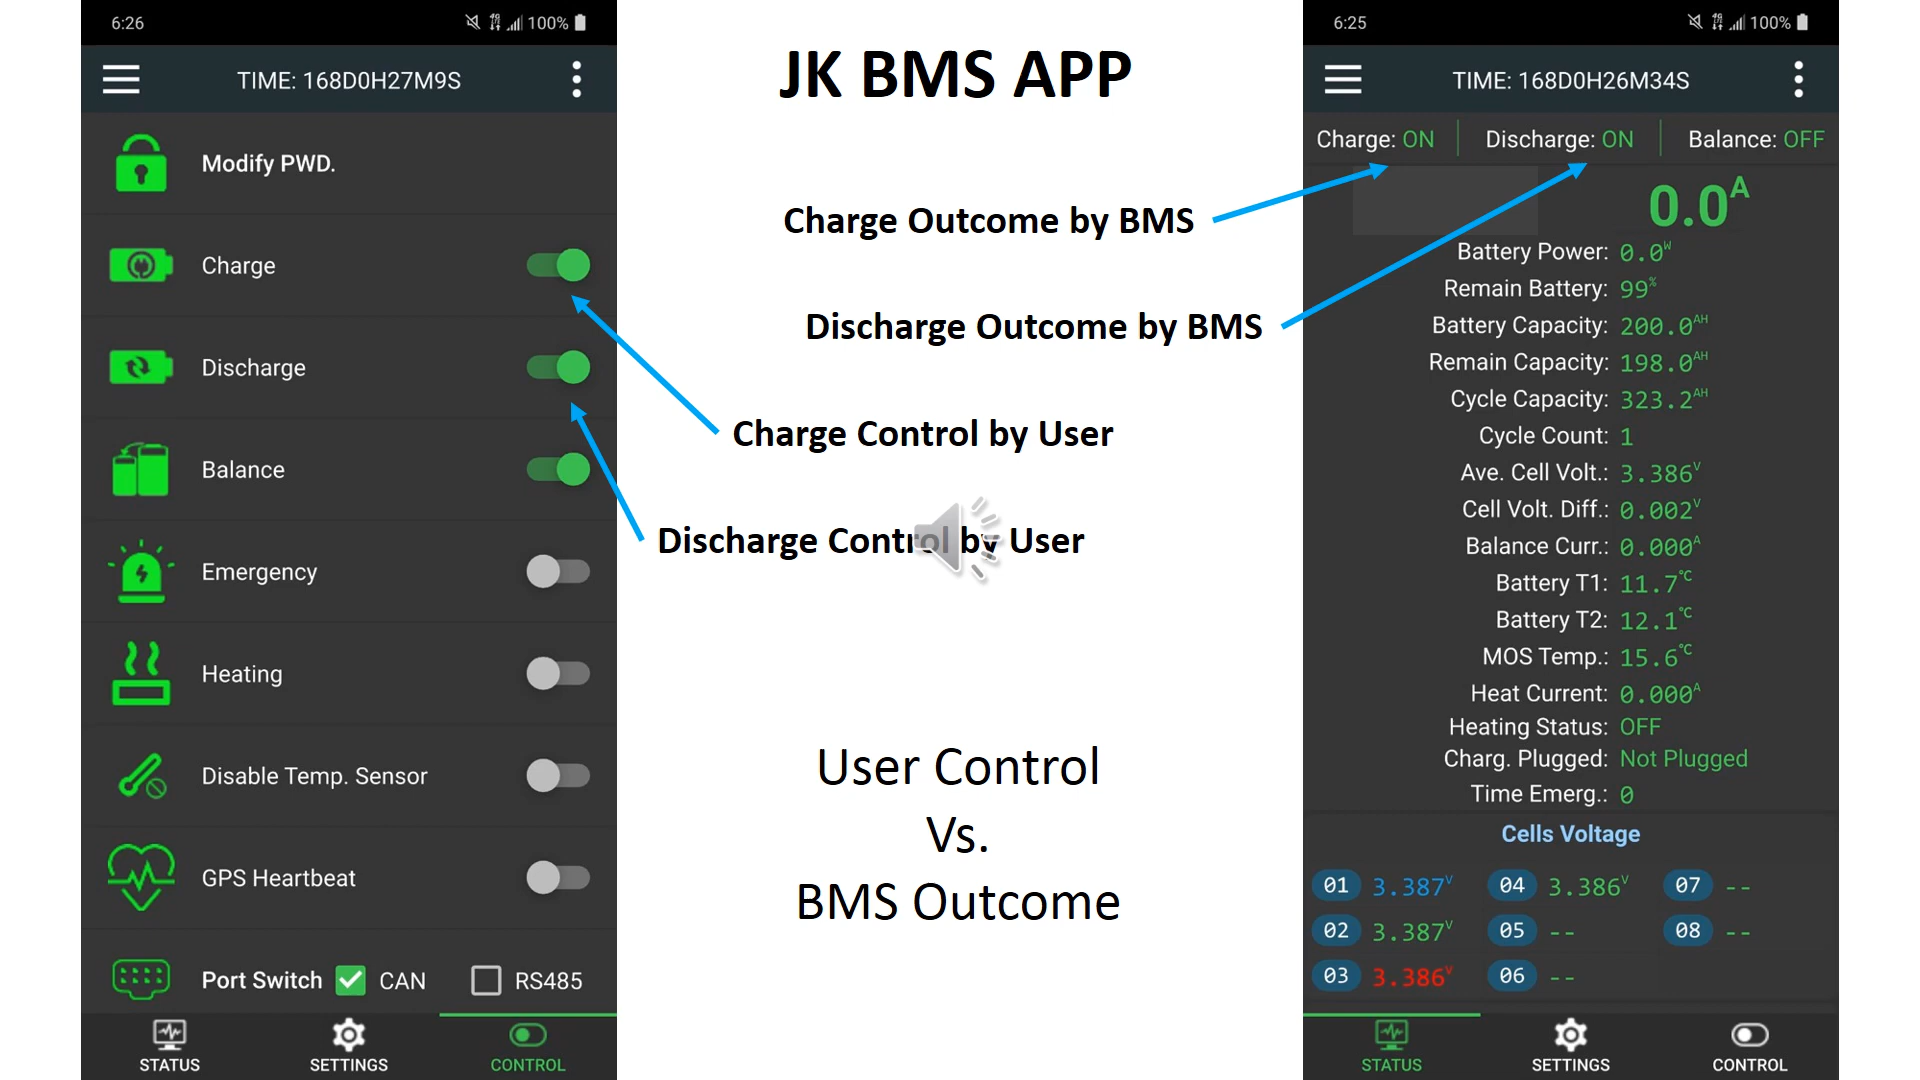 6:26
100%
TIME: 168D0H27M9S
Modify PWD.
Charge
Discharge
Balance
Emergency
Heating
Disable Temp. Sensor
GPS Heartbeat
Port Switch CAN RS485
STATUS SETTINGS CONTROL
JK BMS APP
Charge Outcome by BMS
Discharge Outcome by BMS
Charge Control by User
Discharge Control by User
User Control
Vs.
BMS Outcome
6:25
100%
TIME: 168D0H26M34S
Charge: ON Discharge: ON Balance: OFF
0.0A
Battery Power: 0.0W
Remain Battery: 99%
Battery Capacity: 200.0AH
Remain Capacity: 198.0AH
Cycle Capacity: 323.2AH
Cycle Count: 1
Ave. Cell Volt.: 3.386V
Cell Volt. Diff.: 0.002V
Balance Curr.: 0.000A
Battery T1: 11.7°C
Battery T2: 12.1°C
MOS Temp.: 15.6°C
Heat Current: 0.000A
Heating Status: OFF
Charg. Plugged: Not Plugged
Time Emerg.: 0
Cells Voltage
01 3.387V 04 3.386V 07 --
02 3.387V 05 -- 08 --
03 3.386V 06 --
STATUS SETTINGS CONTROL